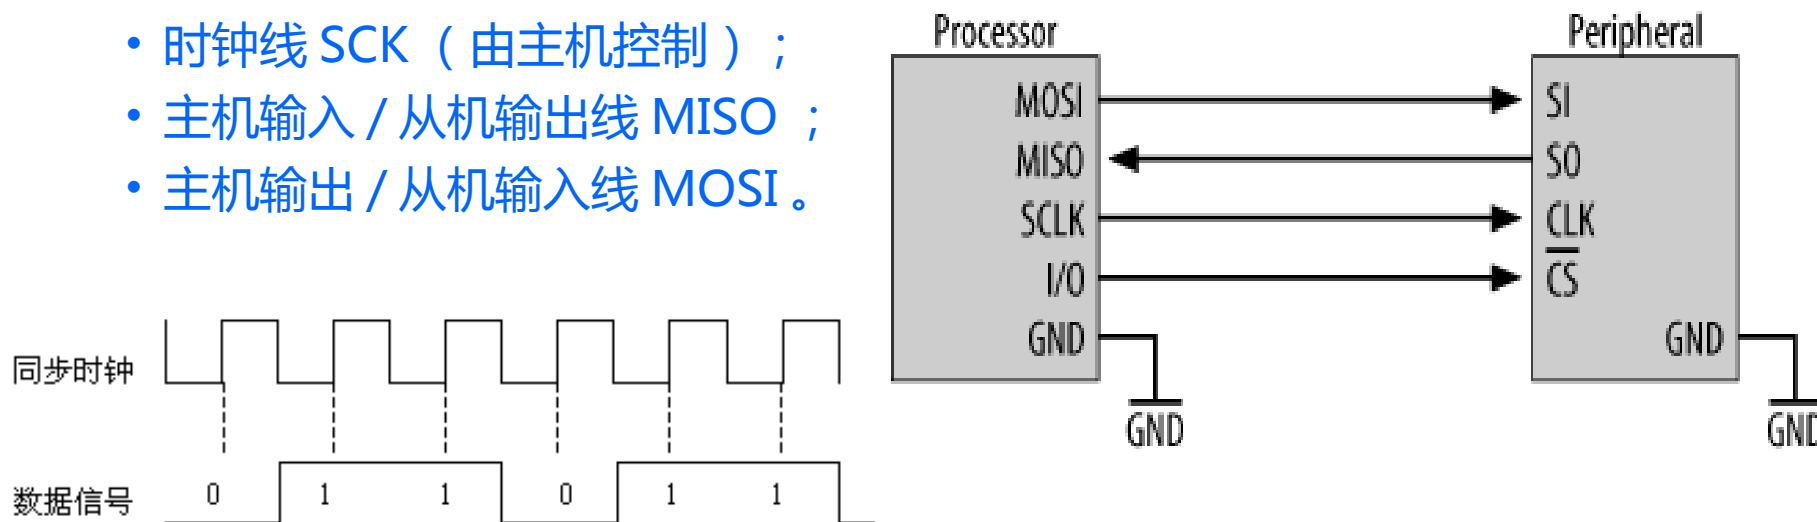 • 时钟线 SCK （ 由主机控制 ） ；
• 主机输入 / 从机输出线 MISO ；
• 主机输出 / 从机输入线 MOSI 。
Processor
Peripheral
MOSI
SI
MISO
SO
SCLK
CLK
I/O
CS
GND
GND
GND
GND
同步时钟
数据信号 0 1 1 0 1 1